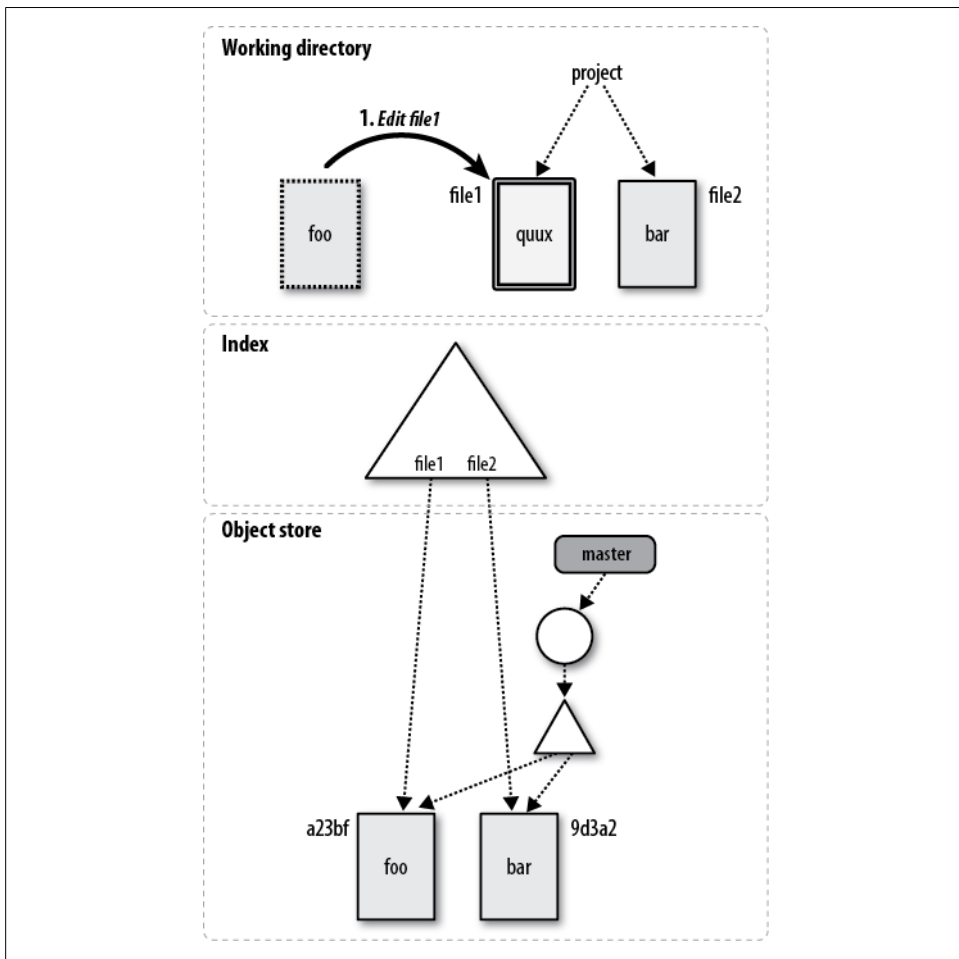 Working directory
project
1. Edit file1
file1
file2
foo
quux
bar
Index
file1 file2
Object store
master
a23bf
9d3a2
foo
bar